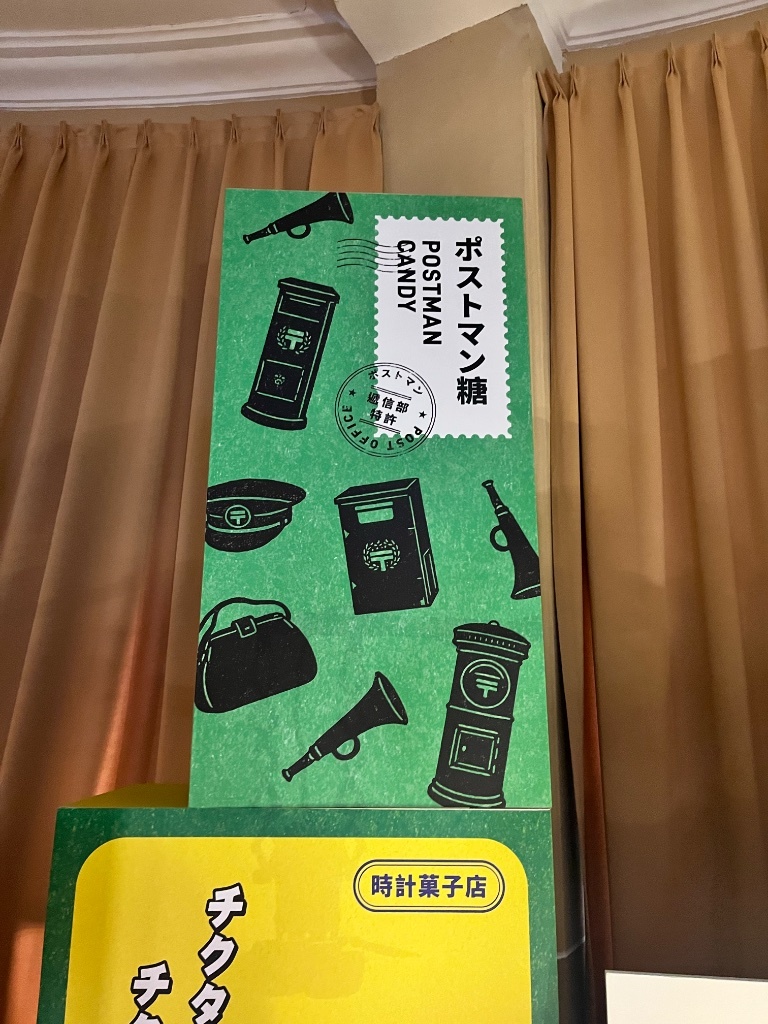 ポストマン糖
POSTMAN
CANDY
ポストマン
逓信部
特許
POST OFFICE
時計菓子店
チクタ
チク